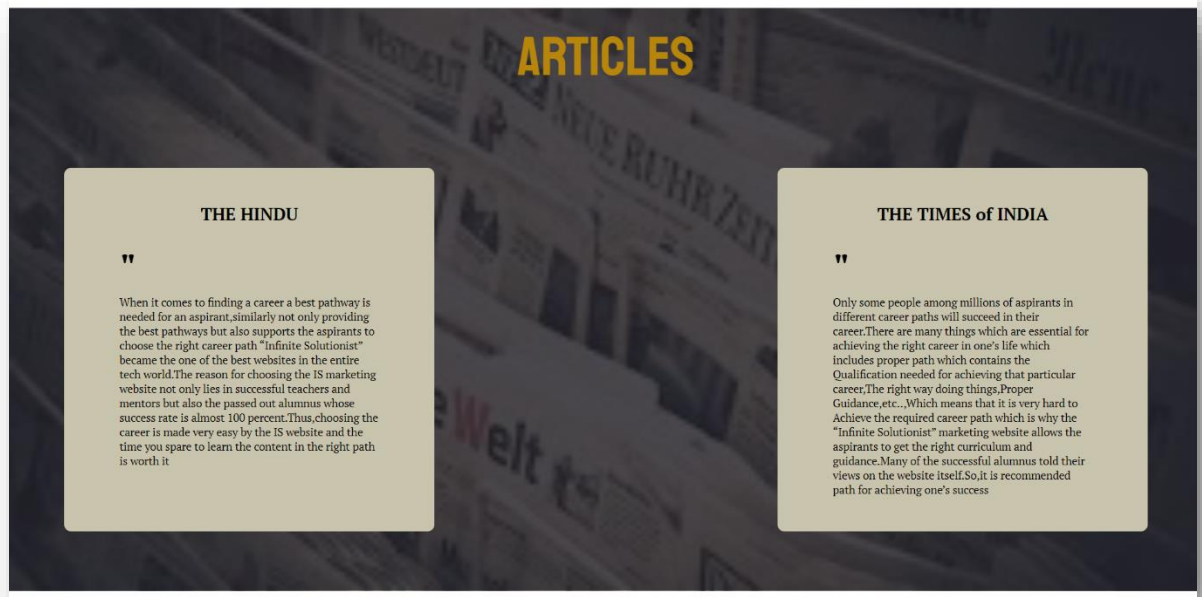 ARTICLES
THE HINDU
"
When it comes to finding a career a best pathway is
needed for an aspirant,similarly not only providing
the best pathways but also supports the aspirants to
choose the right career path “Infinite Solutionist”
became the one of the best websites in the entire
tech world.The reason for choosing the IS marketing
website not only lies in successful teachers and
mentors but also the passed out alumnus whose
success rate is almost 100 percent.Thus,choosing the
career is made very easy by the IS website and the
time you spare to learn the content in the right path
is worth it
THE TIMES of INDIA
"
Only some people among millions of aspirants in
different career paths will succeed in their
career.There are many things which are essential for
achieving the right career in one’s life which
includes proper path which contains the
Qualification needed for achieving that particular
career,The right way doing things,Proper
Guidance,etc..,Which means that it is very hard to
Achieve the required career path which is why the
“Infinite Solutionist” marketing website allows the
aspirants to get the right curriculum and
guidance.Many of the successful alumnus told their
views on the website itself.So,it is recommended
path for achieving one’s success
WESTDEUT
NEUE RUHR ZEIT
e Welt